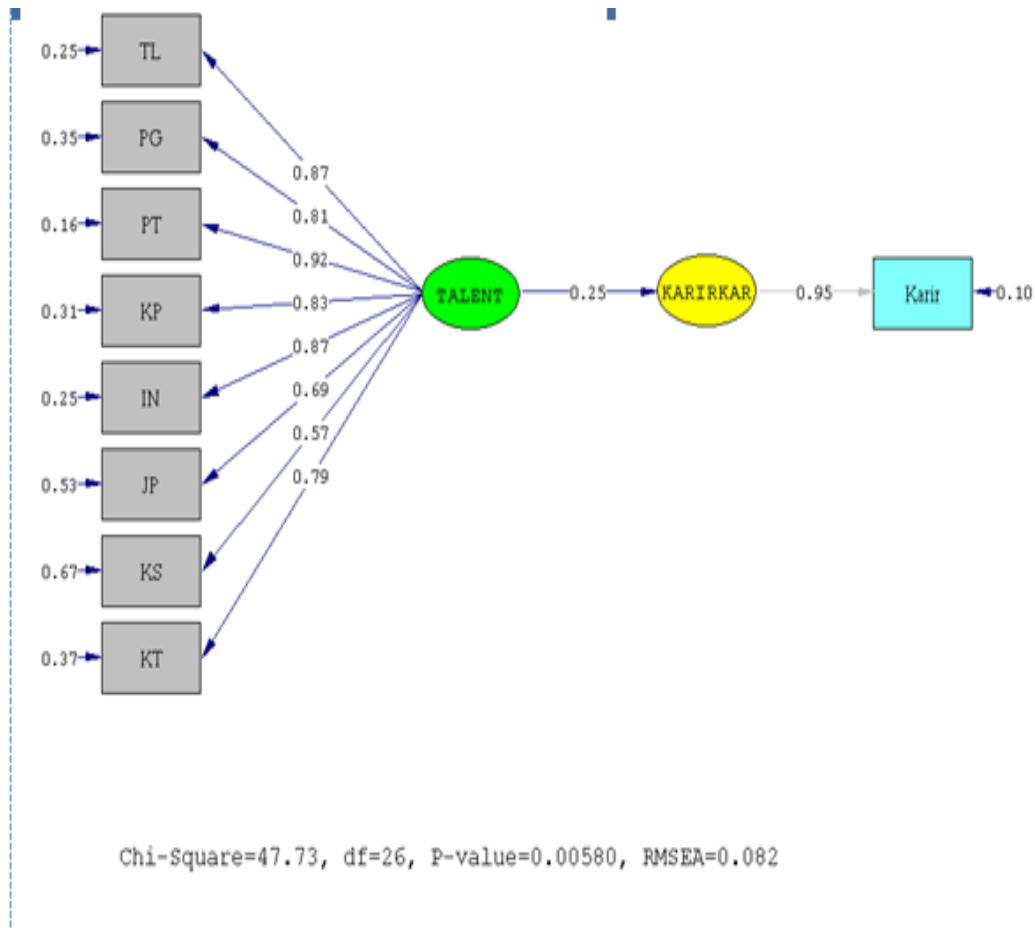 0.25 TL
0.87
0.35 PG
0.81
0.16 PT
0.92
TALENT 0.25 KARIRKAR 0.95 Karir 0.10
0.31 KP
0.83
0.87
0.25 IN
0.69
0.57
0.53 JP
0.79
0.67 KS
0.37 KT
Chi-Square=47.73, df=26, P-value=0.00580, RMSEA=0.082